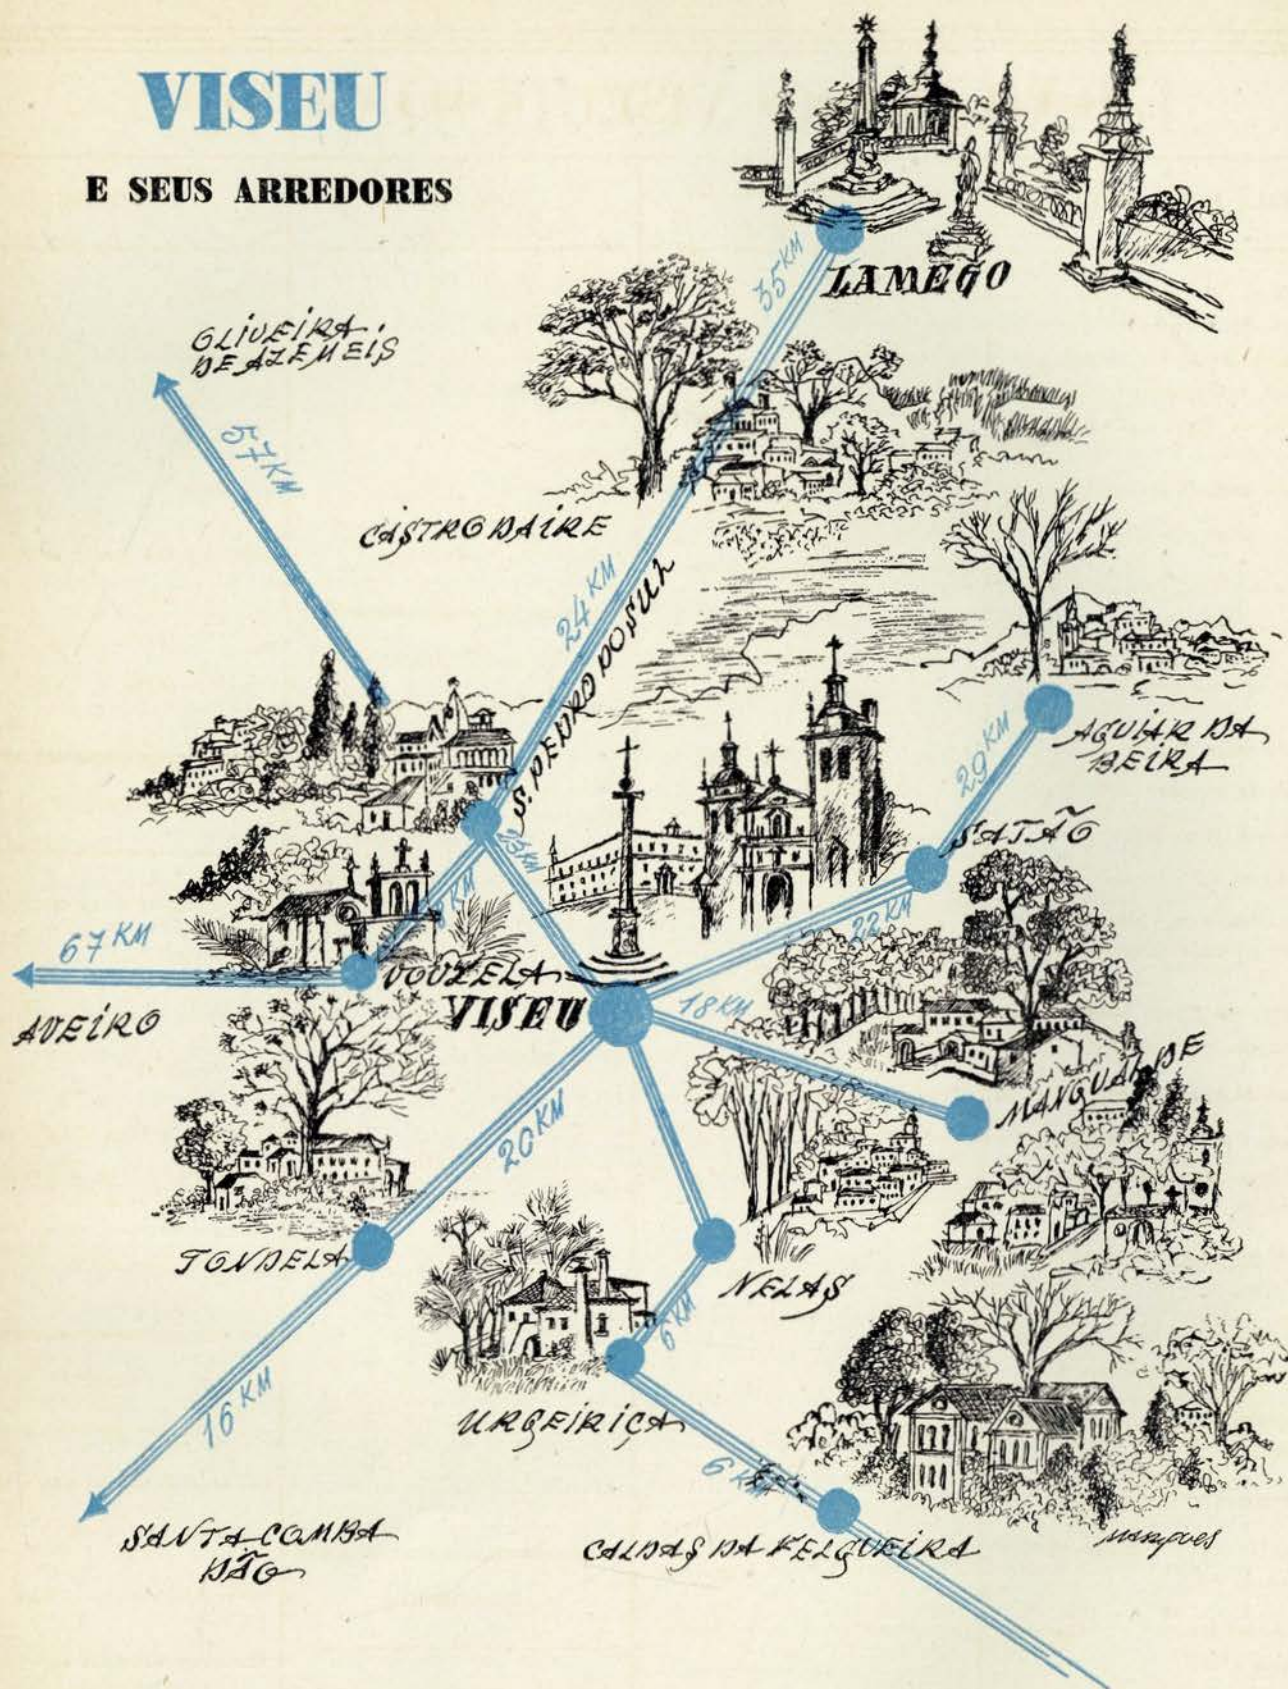 VISEU
E SEUS ARREDORES
35 KM
LAMEGO
OLIVEIRA
DE AZEMEIS
57 KM
CASTRO DAIRE
24 KM
S. PEDRO DO SUL
AGUIAR DA
BEIRA
29 KM
SATÃO
22 KM
KM
KM
67 KM
AVEIRO
VOUZELA
VISEU
18 KM
MANGUALDE
20 KM
TONDELA
NELAS
6 KM
16 KM
URGEIRIÇA
6 KM
SANTA COMBA
DÃO
CALDAS DA FELGUEIRA
Marques